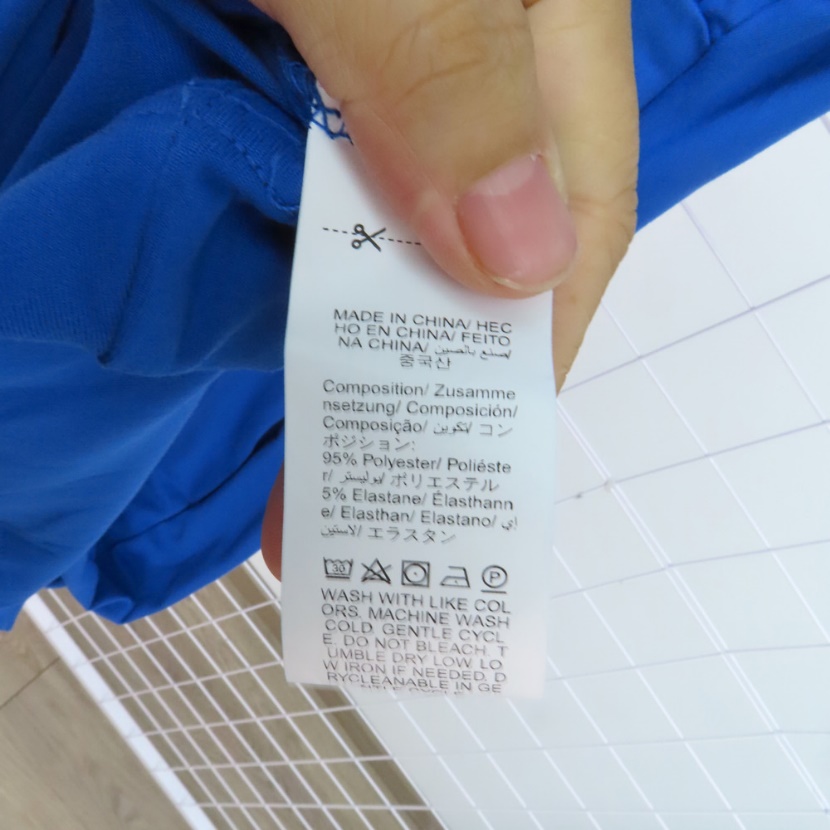 MADE IN CHINA/ HEC
HO EN CHINA/ FEITO
NA CHINA/ صنع بالصين/
중국산
Composition/ Zusamme
nsetzung/ Composición/
Composição/ تكوين/ コン
ポジション:
95% Polyester/ Poliéste
r/ بوليستر/ ポリエステル
5% Elastane/ Élasthann
e/ Elasthan/ Elastano/ إي
لاستين/ エラスタン
30
P
WASH WITH LIKE COL
ORS. MACHINE WASH
COLD. GENTLE CYCL
E. DO NOT BLEACH. T
UMBLE DRY LOW. LO
W IRON IF NEEDED. D
RYCLEANABLE IN GE